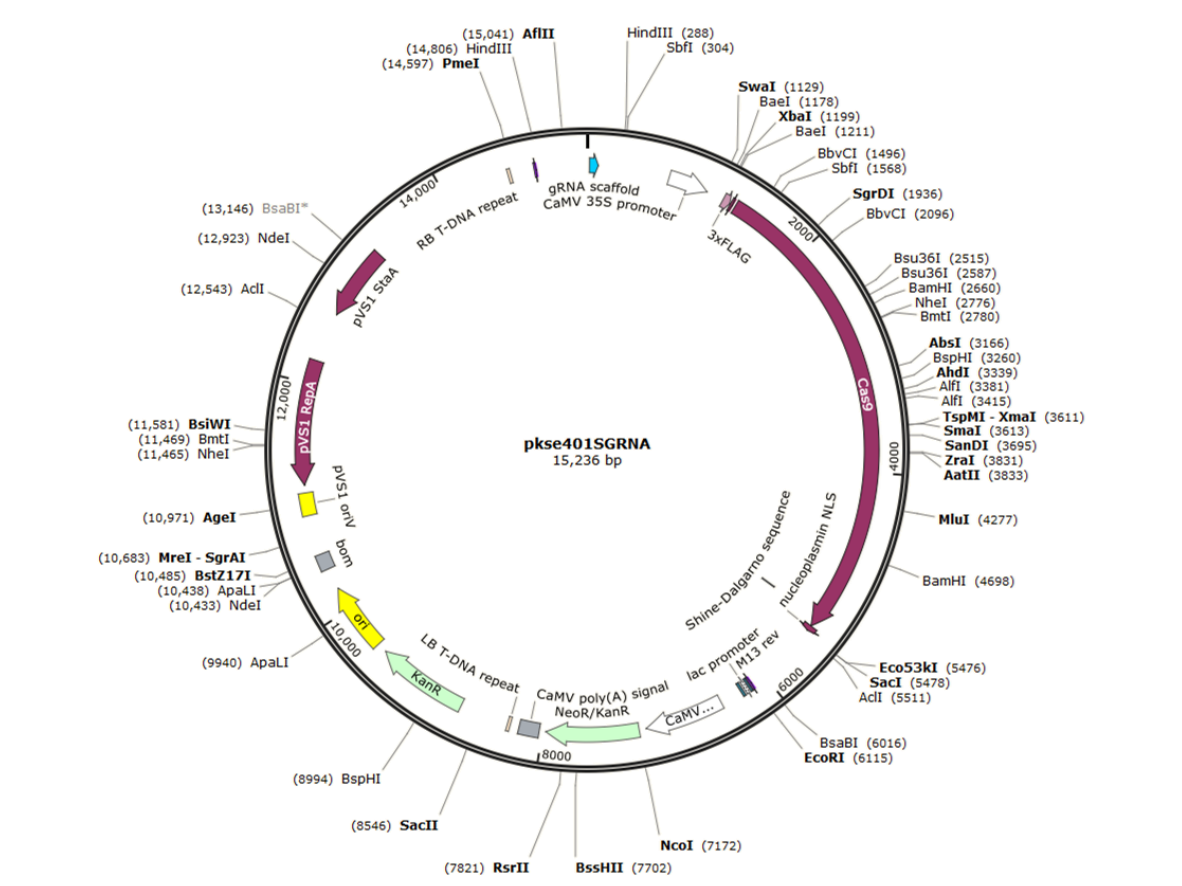 (15,041) AflII
(14,806) HindIII
(14,597) PmeI
HindIII (288)
SbfI (304)
SwaI (1129)
BaeI (1178)
XbaI (1199)
BaeI (1211)
BbvCI (1496)
SbfI (1568)
SgrDI (1936)
BbvCI (2096)
Bsu36I (2515)
Bsu36I (2587)
BamHI (2660)
NheI (2776)
BmtI (2780)
AbsI (3166)
BspHI (3260)
AhdI (3339)
AlfI (3381)
AlfI (3415)
TspMI - XmaI (3611)
SmaI (3613)
SanDI (3695)
ZraI (3831)
AatII (3833)
MluI (4277)
BamHI (4698)
Eco53kI (5476)
SacI (5478)
AclI (5511)
BsaBI (6016)
EcoRI (6115)
NcoI (7172)
BssHII (7702)
(7821) RsrII
(8546) SacII
(8994) BspHI
(9940) ApaLI
(10,433) NdeI
(10,438) ApaLI
(10,485) BstZ17I
(10,683) MreI - SgrAI
(10,971) AgeI
(11,465) NheI
(11,469) BmtI
(11,581) BsiWI
(12,543) AclI
(12,923) NdeI
(13,146) BsaBI*
2000
4000
6000
8000
10,000
12,000
14,000
gRNA scaffold
CaMV 35S promoter
3xFLAG
Cas9
nucleoplasmin NLS
Shine-Dalgarno sequence
M13 rev
lac promoter
CaMV...
NeoR/KanR
CaMV poly(A) signal
LB T-DNA repeat
KanR
ori
bom
pVS1 oriV
pVS1 RepA
pVS1 StaA
RB T-DNA repeat
pkse401SGRNA
15,236 bp